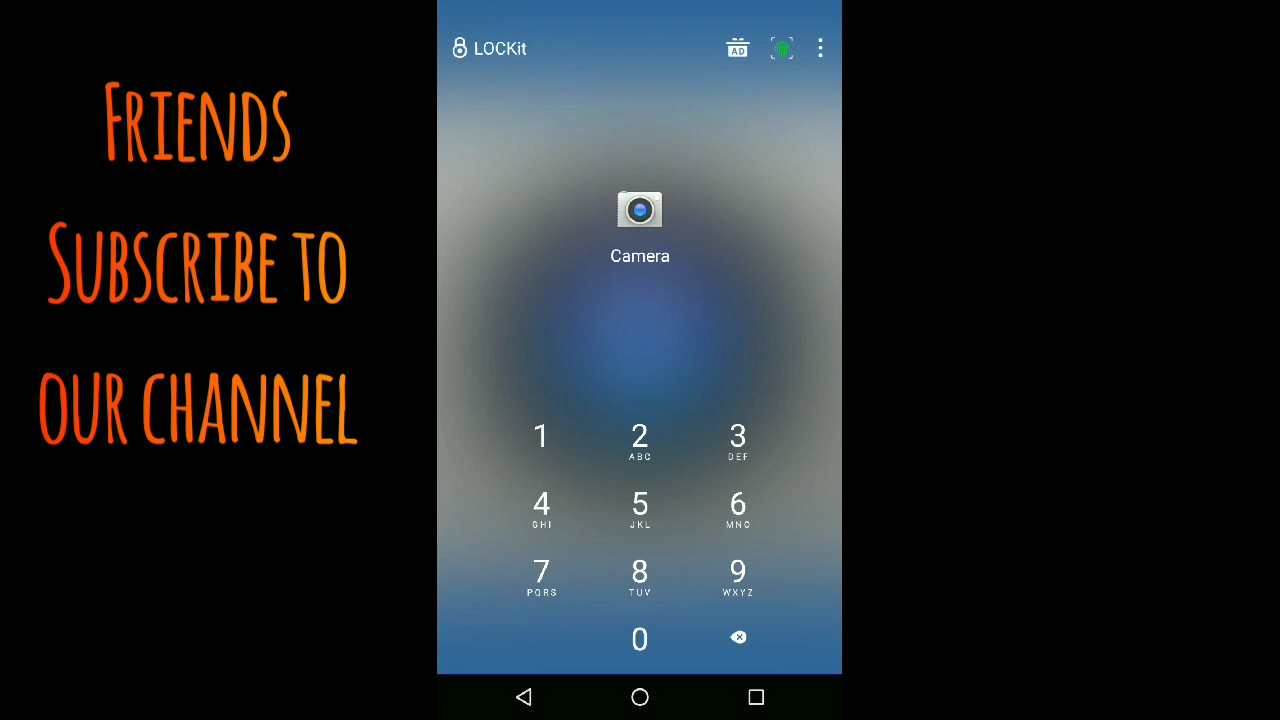 Friends
Subscribe to
our channel
LOCKit
AD
Camera
1
2
3
ABC
DEF
4
5
6
GHI
JKL
MNO
7
8
9
PQRS
TUV
WXYZ
0